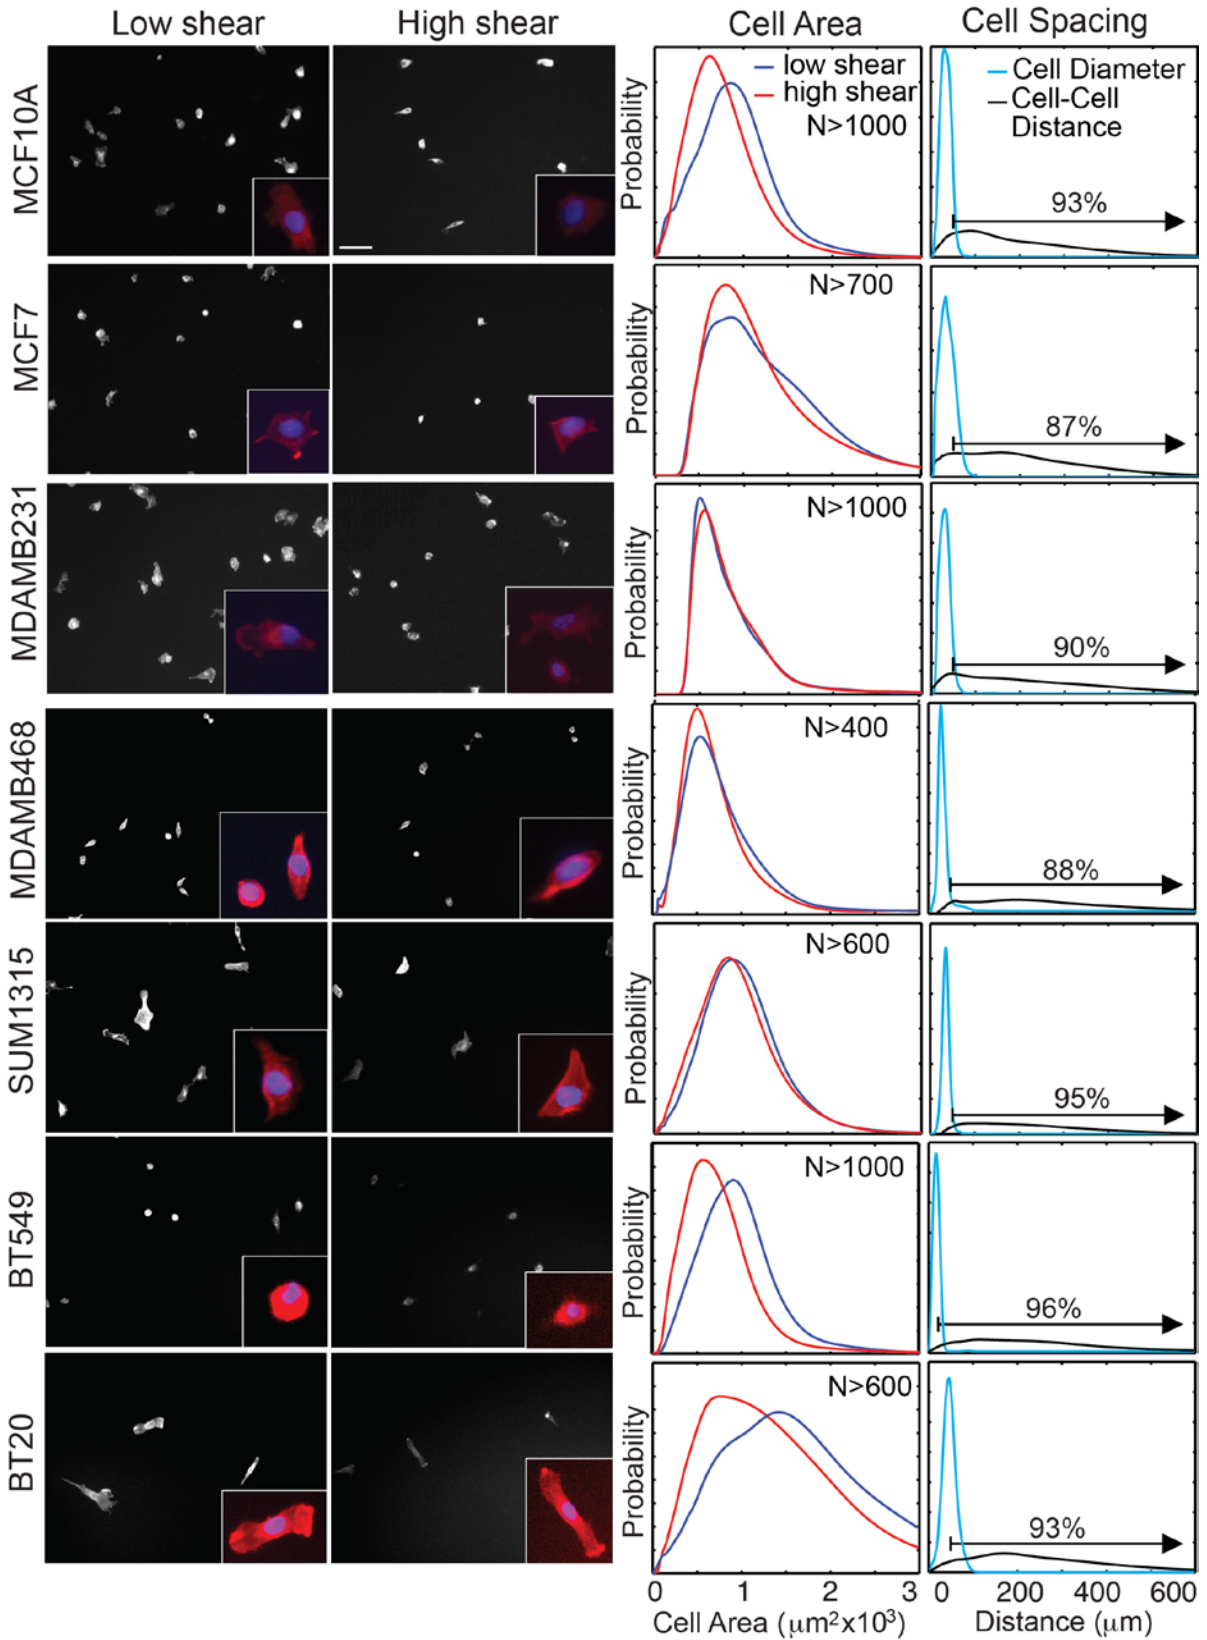 Low shear
High shear
Cell Area
Cell Spacing
MCF10A
Probability
low shear
high shear
N>1000
Cell Diameter
Cell-Cell
Distance
93%
MCF7
Probability
N>700
87%
MDAMB231
Probability
N>1000
90%
MDAMB468
Probability
N>400
88%
SUM1315
Probability
N>600
95%
BT549
Probability
N>1000
96%
BT20
Probability
N>600
93%
0 1 2 3
0 200 400 600
Cell Area (μm²x10³)
Distance (μm)